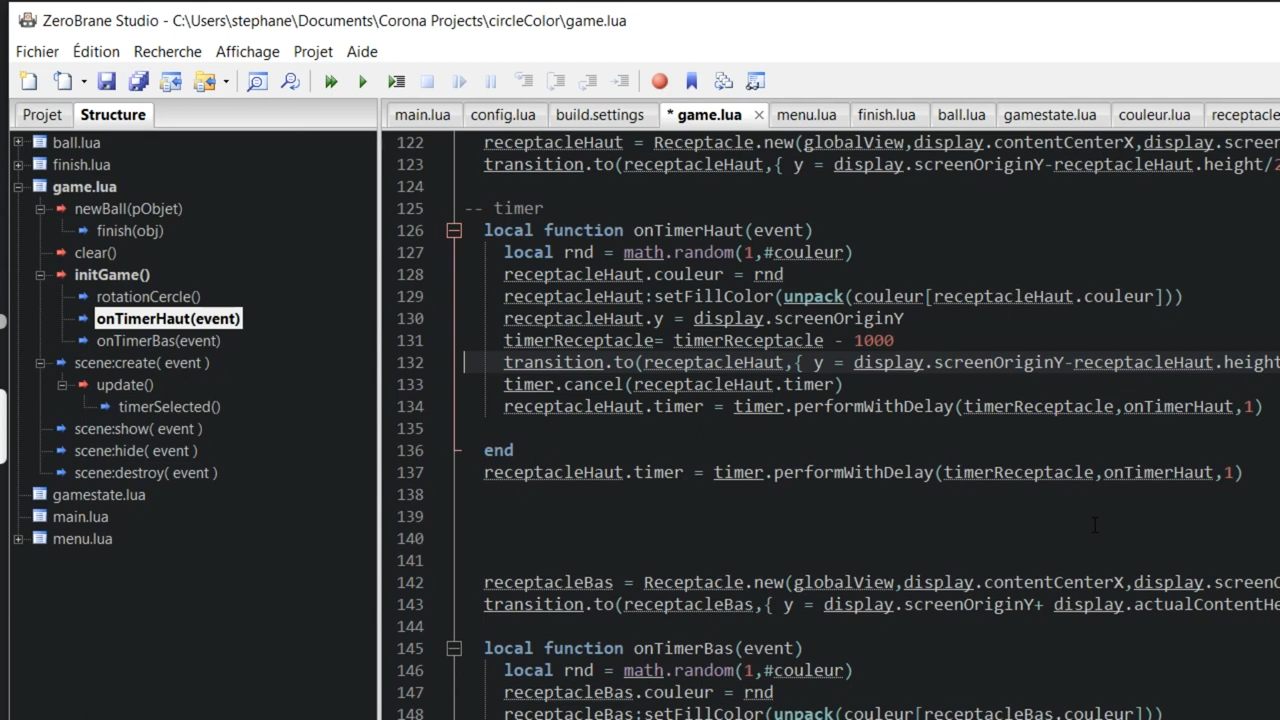 ZeroBrane Studio - C:\Users\stephane\Documents\Corona Projects\circleColor\game.lua
Fichier Édition Recherche Affichage Projet Aide
Projet Structure
main.lua config.lua build.settings * game.lua menu.lua finish.lua ball.lua gamestate.lua couleur.lua receptacle
ball.lua
finish.lua
game.lua
newBall(pObjet)
finish(obj)
clear()
initGame()
rotationCercle()
onTimerHaut(event)
onTimerBas(event)
scene:create( event )
update()
timerSelected()
scene:show( event )
scene:hide( event )
scene:destroy( event )
gamestate.lua
main.lua
menu.lua
122 receptacleHaut = Receptacle.new(globalView,display.contentCenterX,display.screen
123 transition.to(receptacleHaut,{ y = display.screenOriginY-receptacleHaut.height/2
124
125 -- timer
126 local function onTimerHaut(event)
127 local rnd = math.random(1,#couleur)
128 receptacleHaut.couleur = rnd
129 receptacleHaut:setFillColor(unpack(couleur[receptacleHaut.couleur]))
130 receptacleHaut.y = display.screenOriginY
131 timerReceptacle= timerReceptacle - 1000
132 transition.to(receptacleHaut,{ y = display.screenOriginY-receptacleHaut.height
133 timer.cancel(receptacleHaut.timer)
134 receptacleHaut.timer = timer.performWithDelay(timerReceptacle,onTimerHaut,1)
135
136 end
137 receptacleHaut.timer = timer.performWithDelay(timerReceptacle,onTimerHaut,1)
138
139
140
141
142 receptacleBas = Receptacle.new(globalView,display.contentCenterX,display.screenO
143 transition.to(receptacleBas,{ y = display.screenOriginY+ display.actualContentHe
144
145 local function onTimerBas(event)
146 local rnd = math.random(1,#couleur)
147 receptacleBas.couleur = rnd
148 receptacleBas:setFillColor(unpack(couleur[receptacleBas.couleur]))